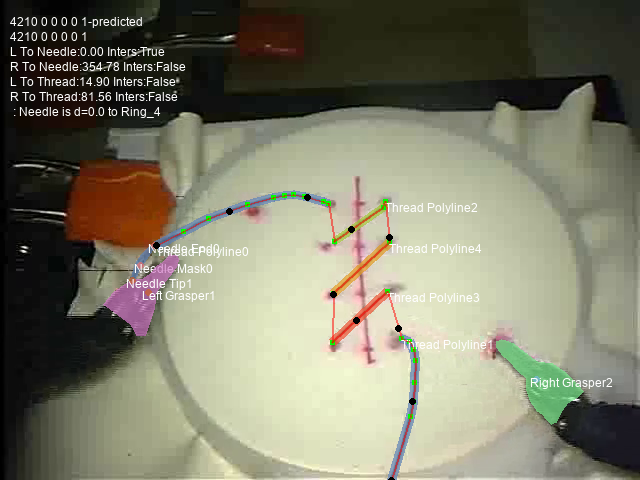 4210 0 0 0 0 1-predicted
4210 0 0 0 0 1
L To Needle:0.00 Inters:True
R To Needle:354.78 Inters:False
L To Thread:14.90 Inters:False
R To Thread:81.56 Inters:False
: Needle is d=0.0 to Ring_4
Thread Polyline2
Needle End0
Thread Polyline0
Thread Polyline4
Needle Mask0
Needle Tip1
Left Grasper1
Thread Polyline3
Thread Polyline1
Right Grasper2